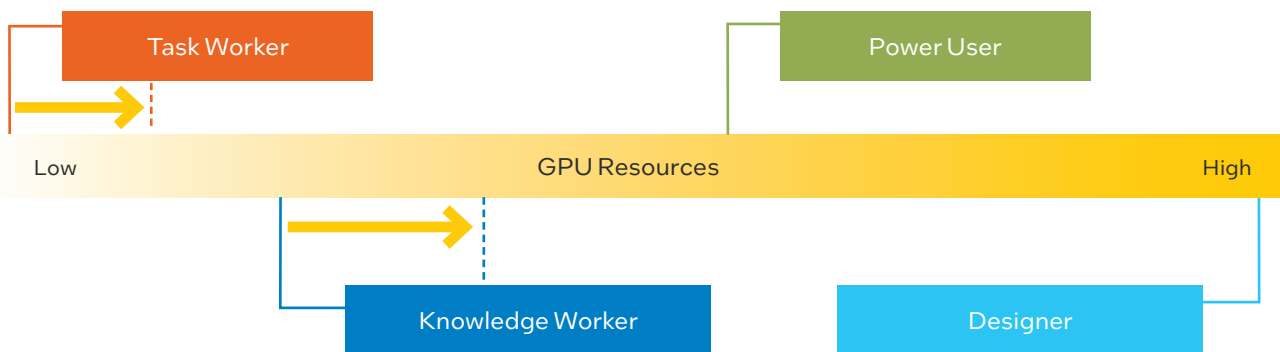 Task Worker
Power User
Low
GPU Resources
High
Knowledge Worker
Designer